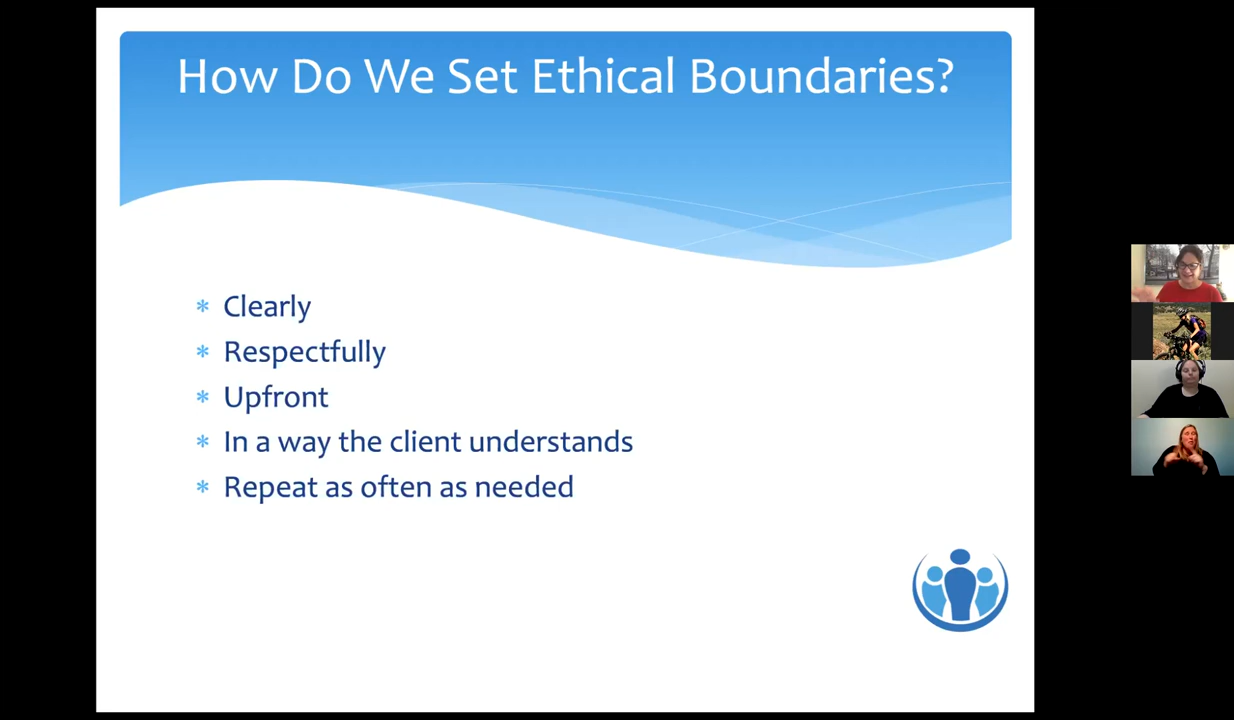 How Do We Set Ethical Boundaries?
* Clearly
* Respectfully
* Upfront
* In a way the client understands
* Repeat as often as needed